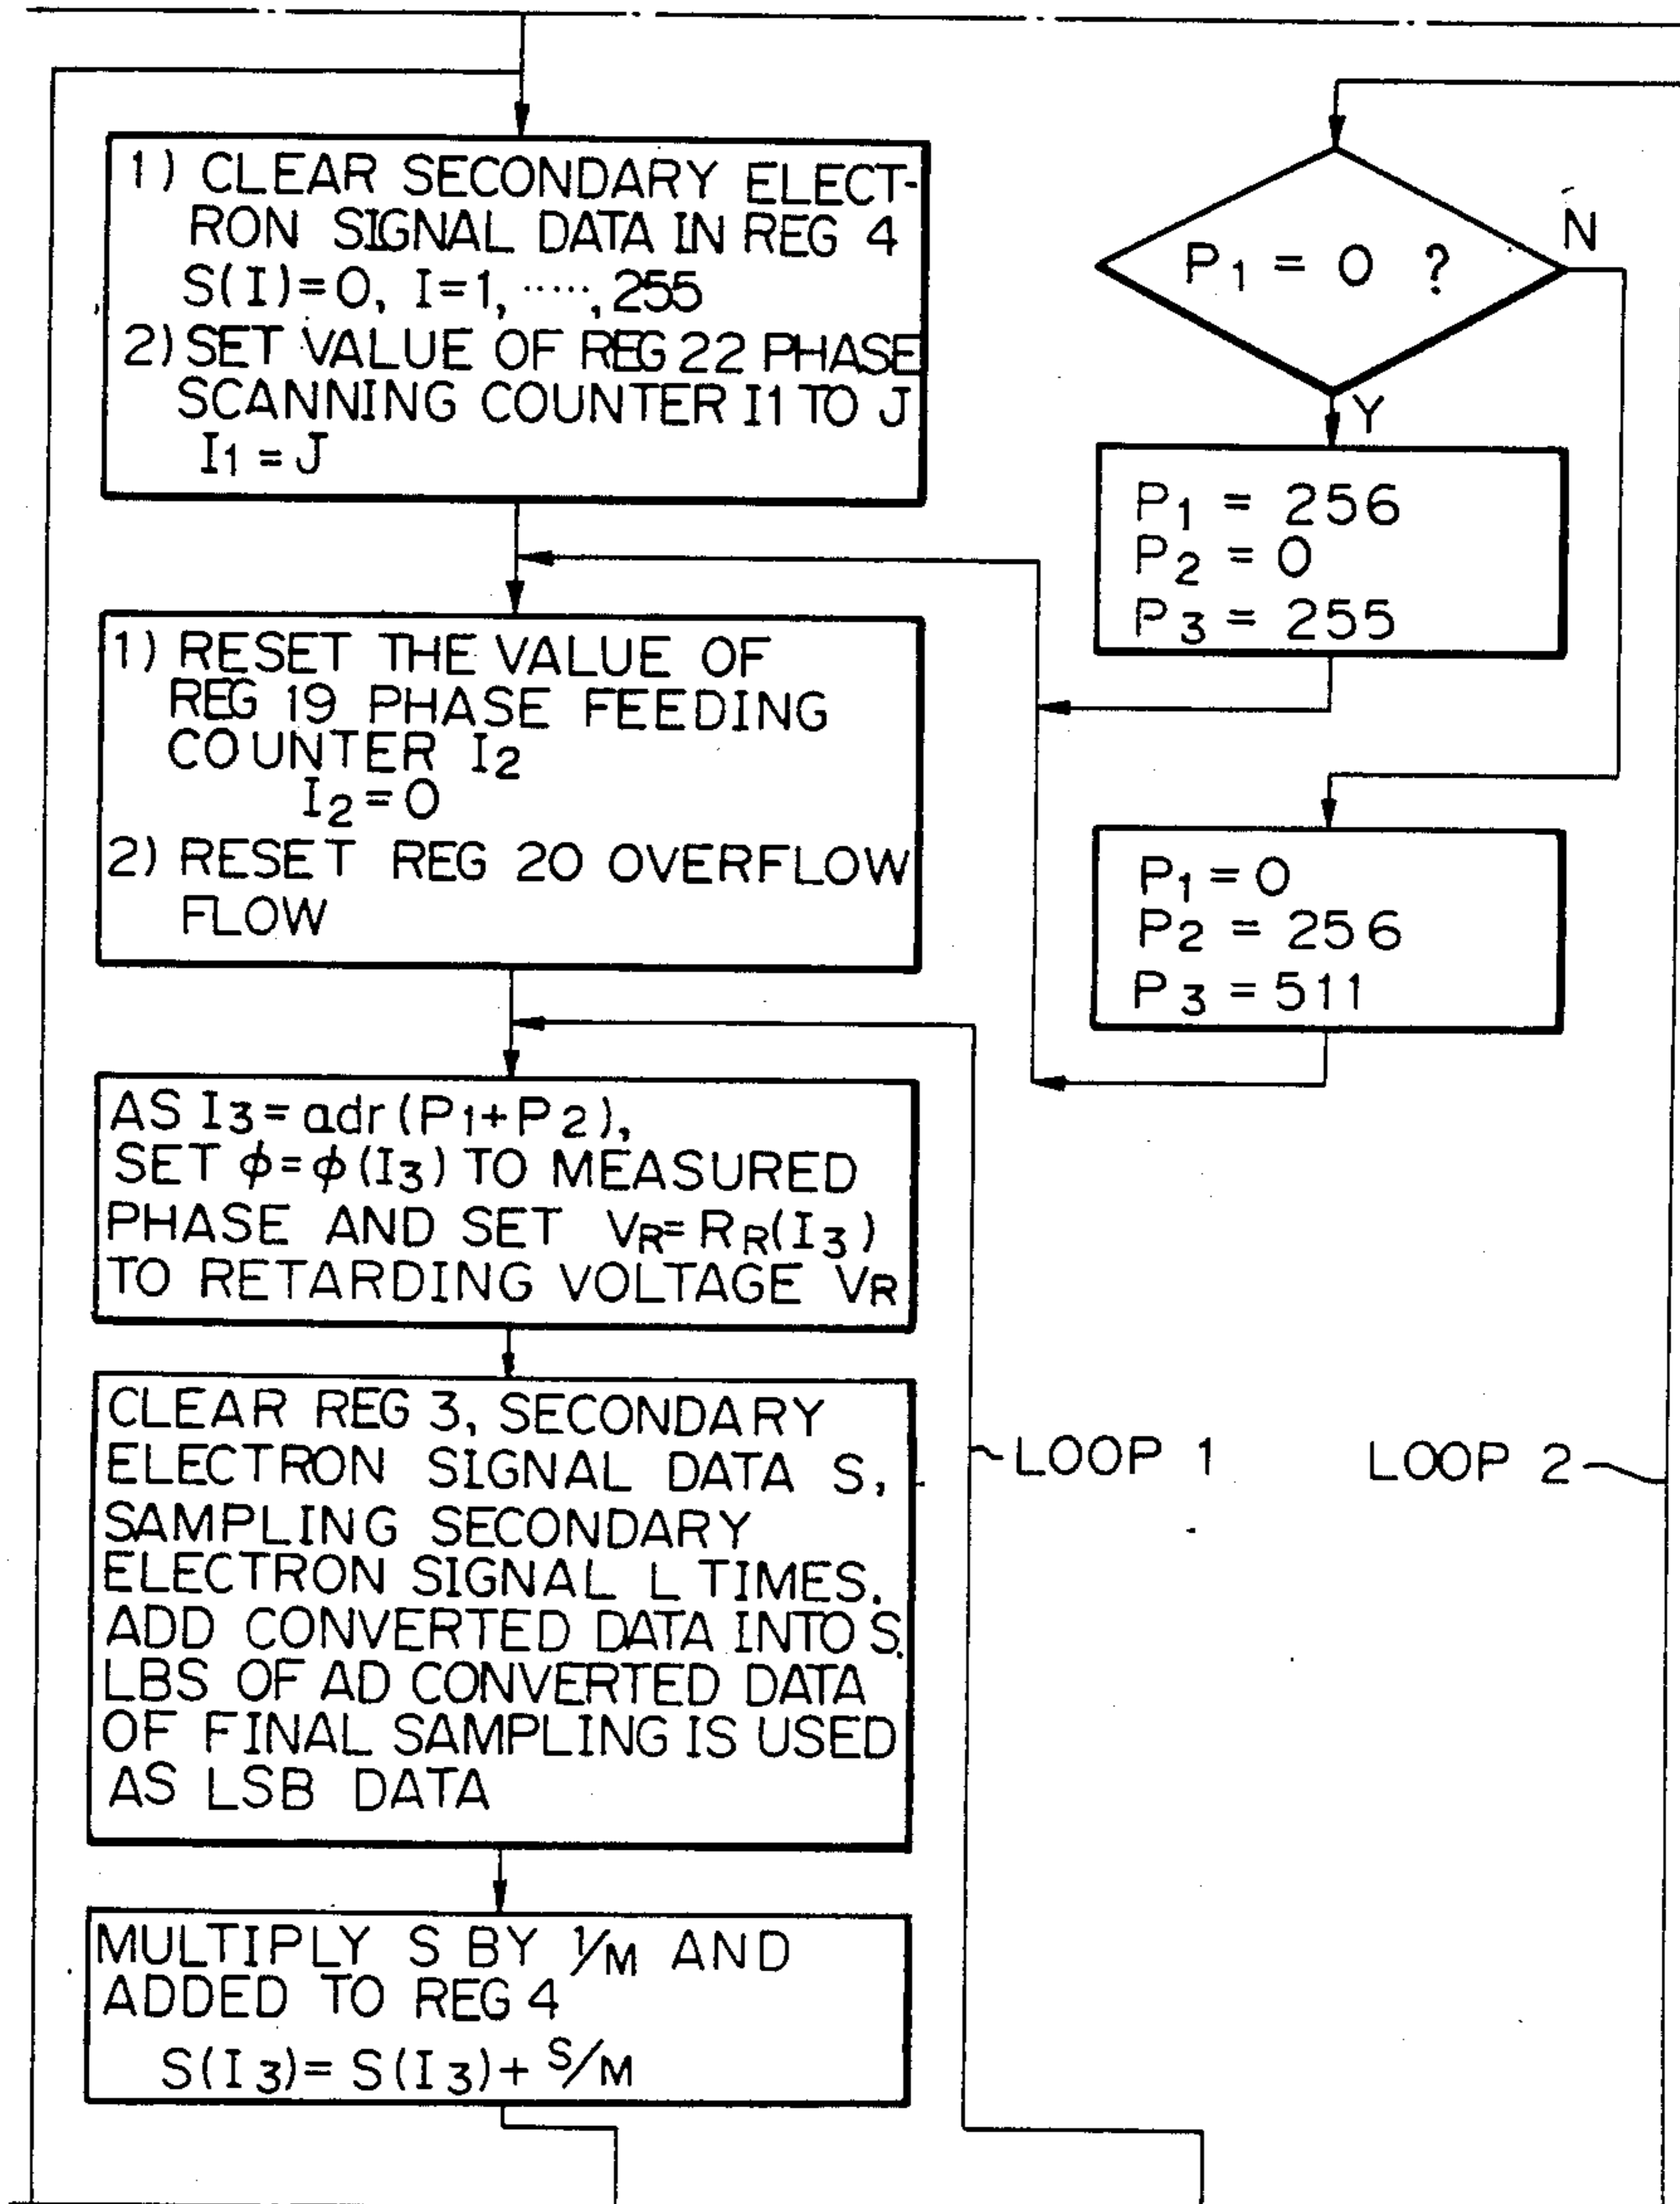 1) CLEAR SECONDARY ELECT-
RON SIGNAL DATA IN REG 4
S(I)=0, I=1, ·····, 255
2) SET VALUE OF REG 22 PHASE
SCANNING COUNTER I1 TO J
I1 = J
1) RESET THE VALUE OF
REG 19 PHASE FEEDING
COUNTER I2
I2 = 0
2) RESET REG 20 OVERFLOW
FLOW
AS I3 = adr (P1+P2),
SET ϕ=ϕ(I3) TO MEASURED
PHASE AND SET VR= RR(I3)
TO RETARDING VOLTAGE VR
CLEAR REG 3, SECONDARY
ELECTRON SIGNAL DATA S,
SAMPLING SECONDARY
ELECTRON SIGNAL L TIMES.
ADD CONVERTED DATA INTO S.
LBS OF AD CONVERTED DATA
OF FINAL SAMPLING IS USED
AS LSB DATA
MULTIPLY S BY 1/M AND
ADDED TO REG 4
S(I3)= S(I3)+ S/M
P1 = 0 ?
N
Y
P1 = 256
P2 = 0
P3 = 255
P1 = 0
P2 = 256
P3 = 511
LOOP 1
LOOP 2